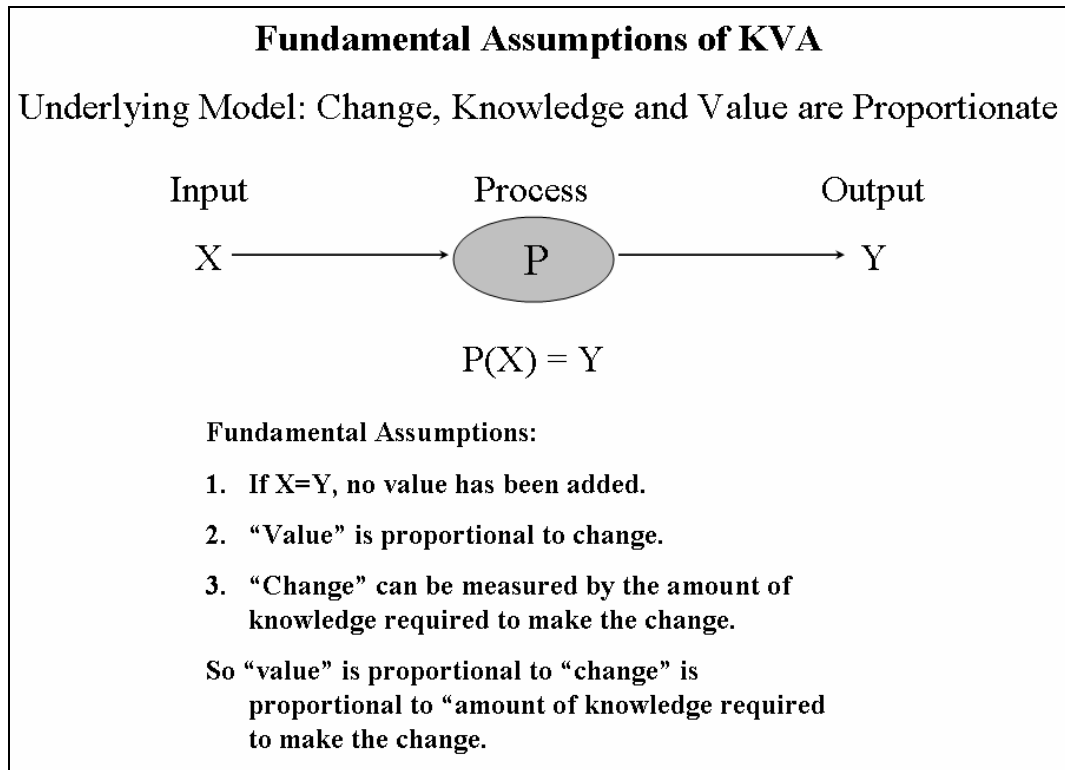 Fundamental Assumptions of KVA
Underlying Model: Change, Knowledge and Value are Proportionate
Input Process Output
X P Y
P(X) = Y
Fundamental Assumptions:
1. If X=Y, no value has been added.
2. “Value” is proportional to change.
3. “Change” can be measured by the amount of
knowledge required to make the change.
So “value” is proportional to “change” is
proportional to “amount of knowledge required
to make the change.